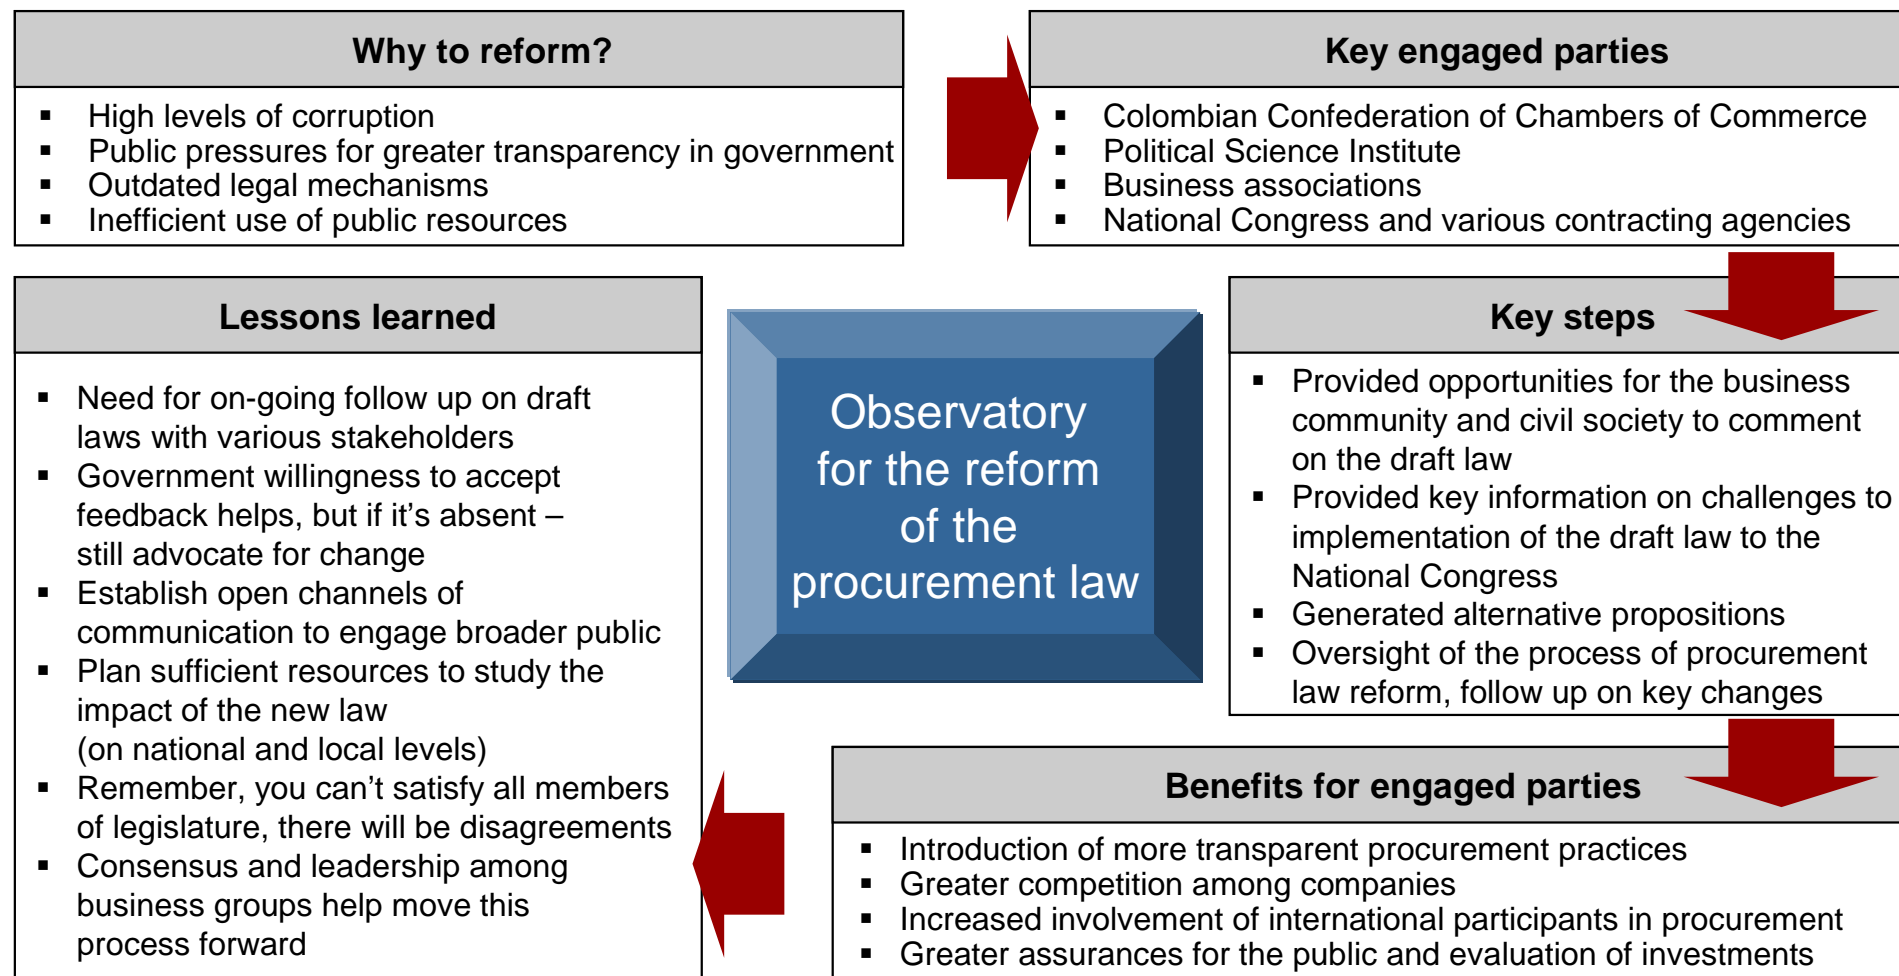 Why to reform?
▪ High levels of corruption
▪ Public pressures for greater transparency in government
▪ Outdated legal mechanisms
▪ Inefficient use of public resources
Key engaged parties
▪ Colombian Confederation of Chambers of Commerce
▪ Political Science Institute
▪ Business associations
▪ National Congress and various contracting agencies
Key steps
▪ Provided opportunities for the business
community and civil society to comment
on the draft law
▪ Provided key information on challenges to
implementation of the draft law to the
National Congress
▪ Generated alternative propositions
▪ Oversight of the process of procurement
law reform, follow up on key changes
Benefits for engaged parties
▪ Introduction of more transparent procurement practices
▪ Greater competition among companies
▪ Increased involvement of international participants in procurement
▪ Greater assurances for the public and evaluation of investments
Lessons learned
▪ Need for on-going follow up on draft
laws with various stakeholders
▪ Government willingness to accept
feedback helps, but if it’s absent –
still advocate for change
▪ Establish open channels of
communication to engage broader public
▪ Plan sufficient resources to study the
impact of the new law
(on national and local levels)
▪ Remember, you can’t satisfy all members
of legislature, there will be disagreements
▪ Consensus and leadership among
business groups help move this
process forward
Observatory
for the reform
of the
procurement law